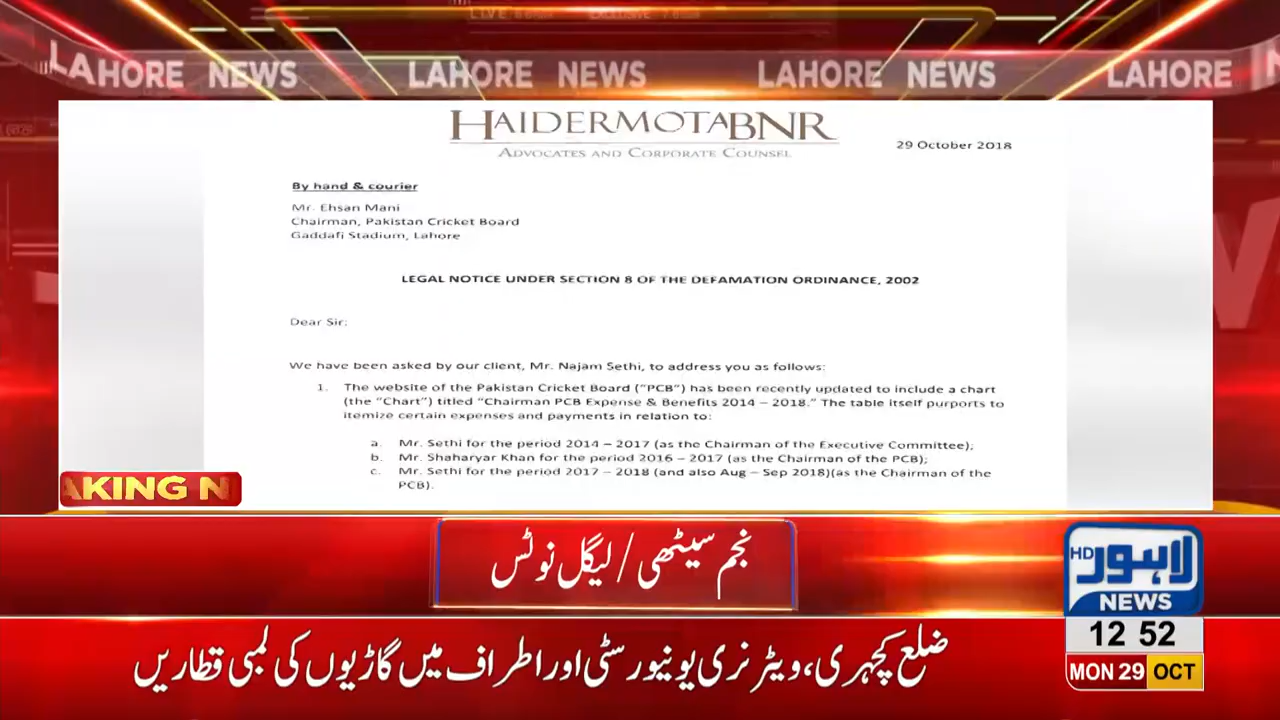 LIVE
EXCLUSIVE
LAHORE NEWS LAHORE NEWS LAHORE NEWS LAHORE
HAIDERMOTABNR
ADVOCATES AND CORPORATE COUNSEL
29 October 2018
By hand & courier
Mr. Ehsan Mani
Chairman, Pakistan Cricket Board
Gaddafi Stadium, Lahore
LEGAL NOTICE UNDER SECTION 8 OF THE DEFAMATION ORDINANCE, 2002
Dear Sir:
We have been asked by our client, Mr. Najam Sethi, to address you as follows:
1. The website of the Pakistan Cricket Board ("PCB") has been recently updated to include a chart
(the "Chart") titled "Chairman PCB Expense & Benefits 2014 – 2018." The table itself purports to
itemize certain expenses and payments in relation to:
a. Mr. Sethi for the period 2014 – 2017 (as the Chairman of the Executive Committee);
b. Mr. Shaharyar Khan for the period 2016 – 2017 (as the Chairman of the PCB);
c. Mr. Sethi for the period 2017 – 2018 (and also Aug – Sep 2018)(as the Chairman of the
PCB).
AKING N
نجم سیٹھی / لیگل نوٹس
HD لاہور
NEWS
12 52
MON 29 OCT
ضلع کچہری، ویٹرنری یونیورسٹی اور اطراف میں گاڑیوں کی لمبی قطاریں